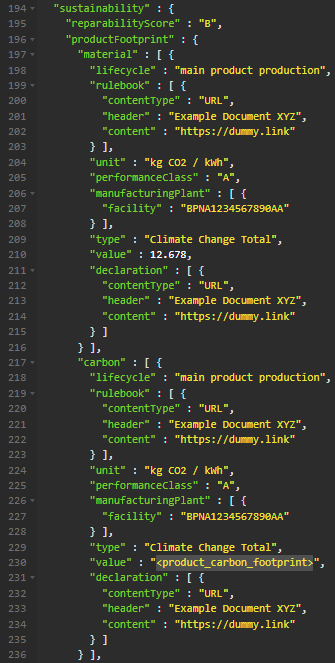 194 "sustainability" : {
195 "reparabilityScore" : "B",
196 "productFootprint" : {
197 "material" : [ {
198 "lifecycle" : "main product production",
199 "rulebook" : [ {
200 "contentType" : "URL",
201 "header" : "Example Document XYZ",
202 "content" : "https://dummy.link"
203 } ],
204 "unit" : "kg CO2 / kWh",
205 "performanceClass" : "A",
206 "manufacturingPlant" : [ {
207 "facility" : "BPNA1234567890AA"
208 } ],
209 "type" : "Climate Change Total",
210 "value" : 12.678,
211 "declaration" : [ {
212 "contentType" : "URL",
213 "header" : "Example Document XYZ",
214 "content" : "https://dummy.link"
215 } ]
216 } ],
217 "carbon" : [ {
218 "lifecycle" : "main product production",
219 "rulebook" : [ {
220 "contentType" : "URL",
221 "header" : "Example Document XYZ",
222 "content" : "https://dummy.link"
223 } ],
224 "unit" : "kg CO2 / kWh",
225 "performanceClass" : "A",
226 "manufacturingPlant" : [ {
227 "facility" : "BPNA1234567890AA"
228 } ],
229 "type" : "Climate Change Total",
230 "value" : "<product_carbon_footprint>",
231 "declaration" : [ {
232 "contentType" : "URL",
233 "header" : "Example Document XYZ",
234 "content" : "https://dummy.link"
235 } ]
236 } ],